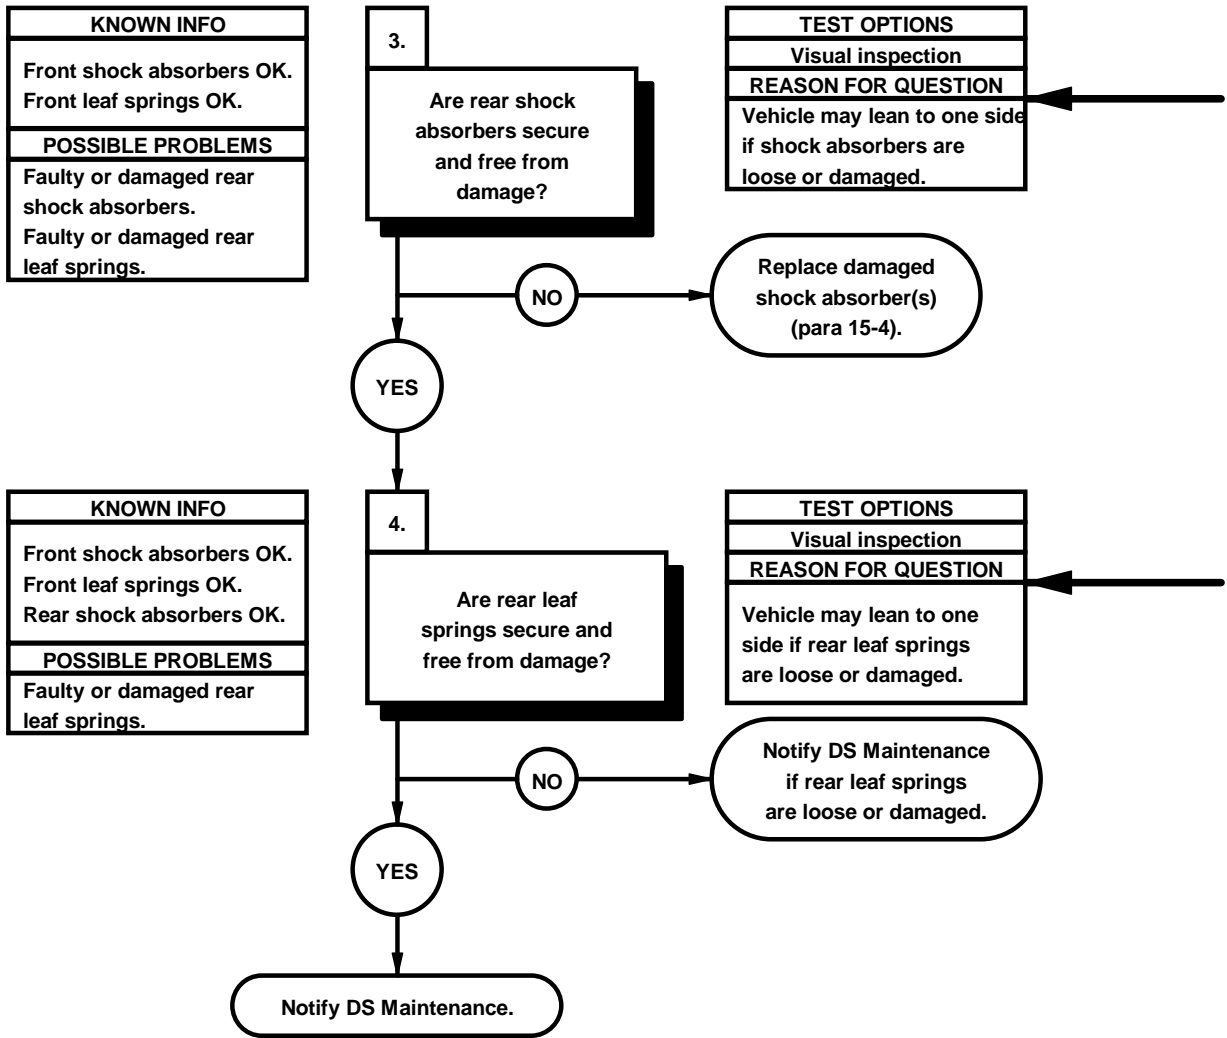 KNOWN INFO
Front shock absorbers OK.
Front leaf springs OK.
POSSIBLE PROBLEMS
Faulty or damaged rear
shock absorbers.
Faulty or damaged rear
leaf springs.
3.
Are rear shock
absorbers secure
and free from
damage?
TEST OPTIONS
Visual inspection
REASON FOR QUESTION
Vehicle may lean to one side
if shock absorbers are
loose or damaged.
NO
Replace damaged
shock absorber(s)
(para 15-4).
YES
KNOWN INFO
Front shock absorbers OK.
Front leaf springs OK.
Rear shock absorbers OK.
POSSIBLE PROBLEMS
Faulty or damaged rear
leaf springs.
4.
Are rear leaf
springs secure and
free from damage?
TEST OPTIONS
Visual inspection
REASON FOR QUESTION
Vehicle may lean to one
side if rear leaf springs
are loose or damaged.
NO
Notify DS Maintenance
if rear leaf springs
are loose or damaged.
YES
Notify DS Maintenance.